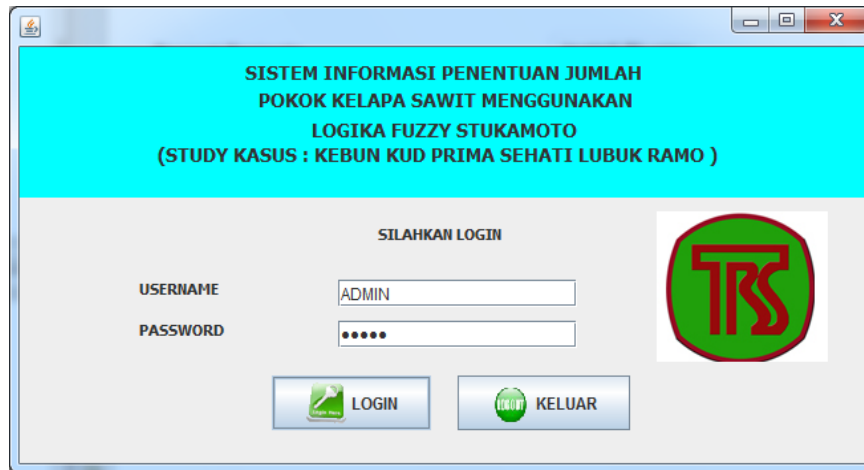 SISTEM INFORMASI PENENTUAN JUMLAH
POKOK KELAPA SAWIT MENGGUNAKAN
LOGIKA FUZZY STUKAMOTO
(STUDY KASUS : KEBUN KUD PRIMA SEHATI LUBUK RAMO )
SILAHKAN LOGIN
TRS
USERNAME
ADMIN
PASSWORD
LOGIN
KELUAR